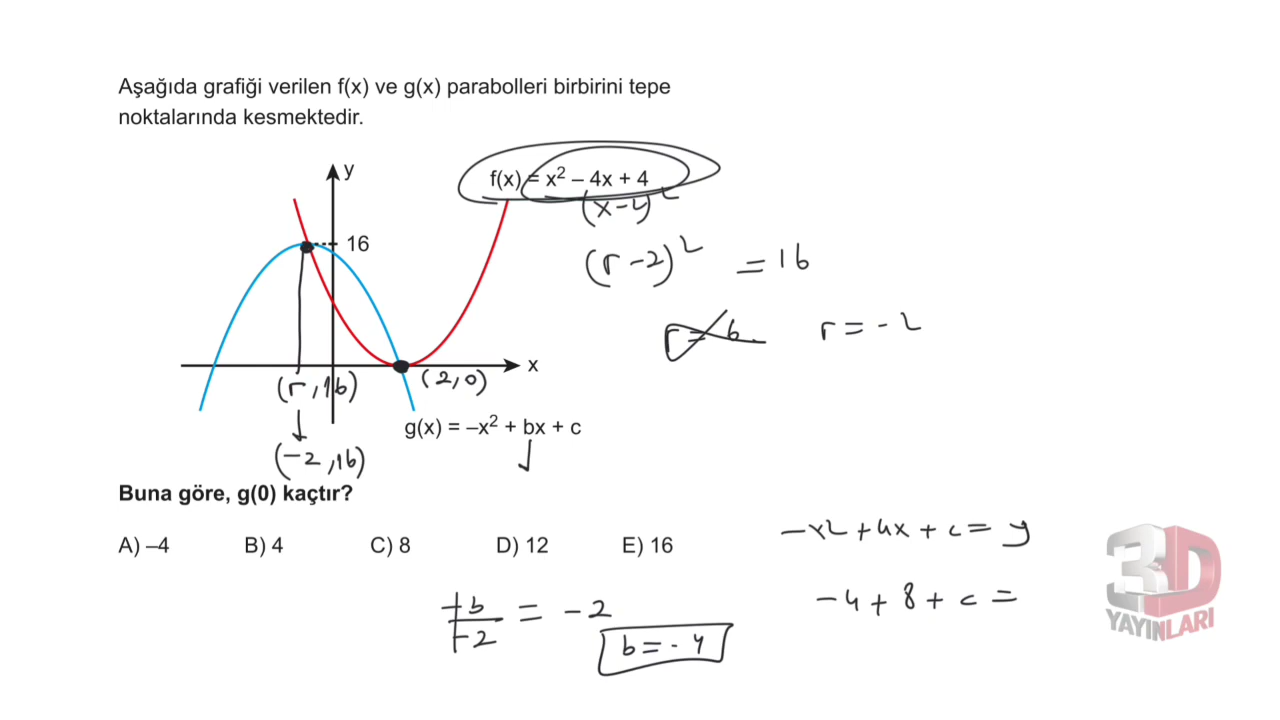 Aşağıda grafiği verilen f(x) ve g(x) parabolleri birbirini tepe
noktalarında kesmektedir.
y
f(x) = x² – 4x + 4
(x-4)²
16
(r-2)² = 16
r = 6 r = -2
x
(r,16) (2,0)
g(x) = –x² + bx + c
(-2,16)
Buna göre, g(0) kaçtır?
A) –4 B) 4 C) 8 D) 12 E) 16
-x2 + 4x + c = y
-4 + 8 + c =
+b/-2 = -2
b = -4
3D
YAYINLARI